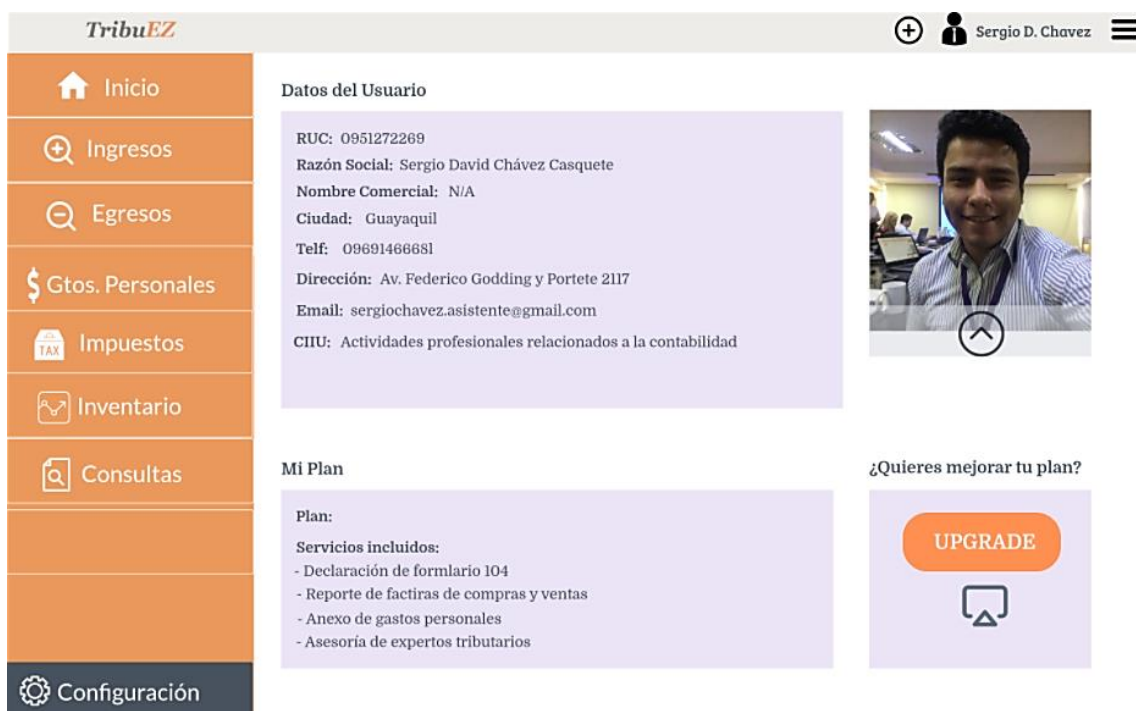 TribuEZ
Sergio D. Chavez
Inicio
Ingresos
Egresos
Gtos. Personales
TAX
Impuestos
Inventario
Consultas
Configuración
Datos del Usuario
RUC: 0951272269
Razón Social: Sergio David Chávez Casquete
Nombre Comercial: N/A
Ciudad: Guayaquil
Telf: 0969146668l
Dirección: Av. Federico Godding y Portete 2117
Email: sergiochavez.asistente@gmail.com
CIIU: Actividades profesionales relacionados a la contabilidad
Mi Plan
Plan:
Servicios incluidos:
- Declaración de formlario 104
- Reporte de factiras de compras y ventas
- Anexo de gastos personales
- Asesoría de expertos tributarios
¿Quieres mejorar tu plan?
UPGRADE